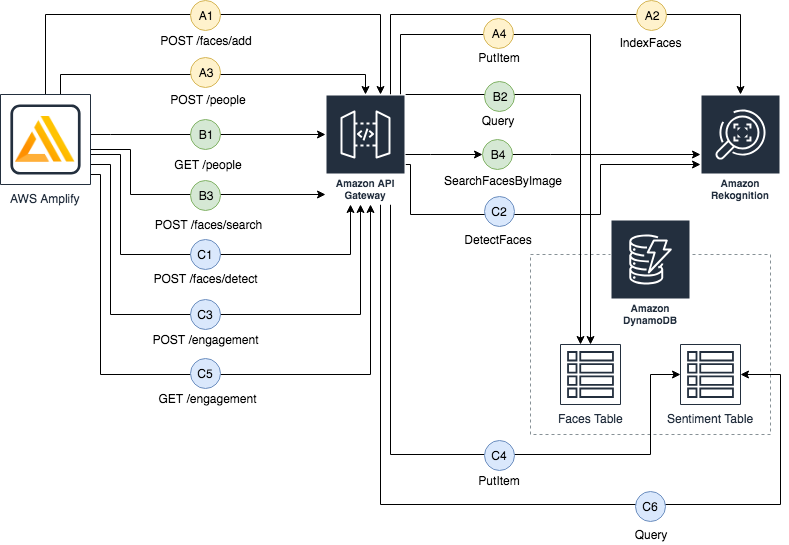 A1
POST /faces/add
A2
IndexFaces
A4
PutItem
A3
POST /people
B2
Query
B1
GET /people
B4
SearchFacesByImage
AWS Amplify
Amazon API
Gateway
Amazon
Rekognition
B3
POST /faces/search
C2
DetectFaces
C1
POST /faces/detect
Amazon
DynamoDB
C3
POST /engagement
C5
GET /engagement
Faces Table
Sentiment Table
C4
PutItem
C6
Query